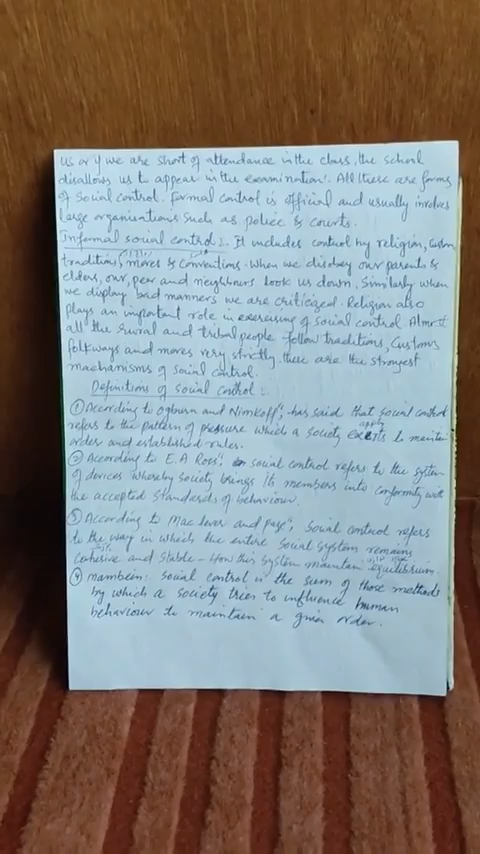 us or if we are short of attendance in the class, the school
disallows us to appear in the examination. All these are forms
of Social control. Formal control is official and usually involves
large organisations such as police & courts.
Informal social control :- It includes control by religion, custom
traditions, mores & conventions. When we disobey our parents &
elders, our peer and neighbours look us down. Similarly when
we display bad manners we are criticized. Religion also
plays an important role in exercising of social control. Almost
all the rural and tribal people follow traditions, Customs
folkways and mores very strictly. these are the strongest
machanisms of social control.
Definitions of social control :-
① According to Ogburn and Nimkoff", has said that social control
refers to the pattern of pressure which a society exerts to maintain
apply
order and established rules.
② According to E.A Ross", social control refers to the system
of devices whereby society brings its members into conformity with
the accepted standards of behaviour.
③ According to Mac Iever and page", Social control refers
to the way in which the entire Social System remains
Cohesive and Stable - How this System maintain equilibrium.
④ mambein: Social control is the sum of those methods
by which a society tries to influence human
behaviour to maintain a given order.